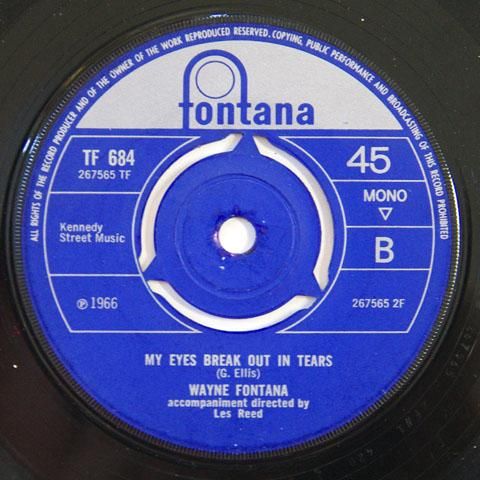 ALL RIGHTS OF THE RECORD PRODUCER AND OF THE OWNER OF THE WORK REPRODUCED RESERVED. COPYING, PUBLIC PERFORMANCE AND BROADCASTING OF THIS RECORD PROHIBITED
fontana
TF 684
267565 TF
45
MONO
Kennedy
Street Music
B
℗ 1966
267565 2F
MY EYES BREAK OUT IN TEARS
(G. Ellis)
WAYNE FONTANA
accompaniment directed by
Les Reed